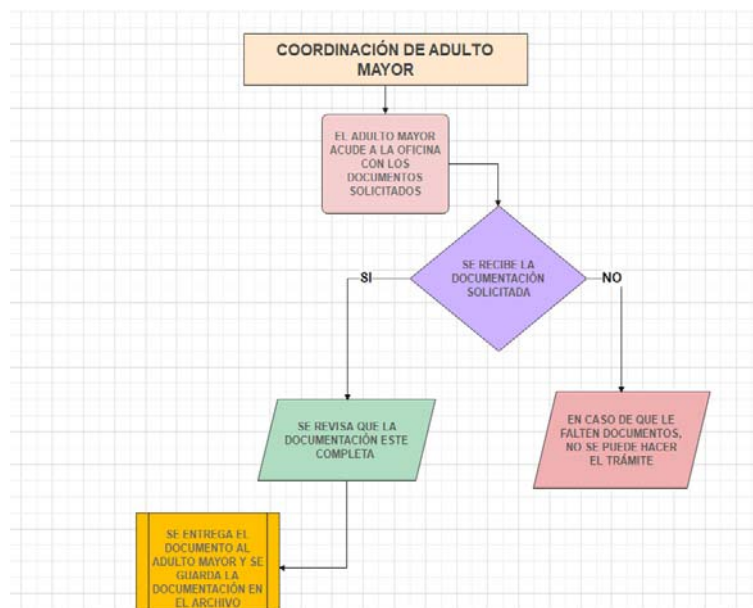 COORDINACIÓN DE ADULTO
MAYOR
EL ADULTO MAYOR
ACUDE A LA OFICINA
CON LOS
DOCUMENTOS
SOLICITADOS
SE RECIBE LA
DOCUMENTACIÓN
SOLICITADA
SI
NO
SE REVISA QUE LA
DOCUMENTACIÓN ESTE
COMPLETA
EN CASO DE QUE LE
FALTEN DOCUMENTOS,
NO SE PUEDE HACER
EL TRÁMITE
SE ENTREGA EL
DOCUMENTO AL
ADULTO MAYOR Y SE
GUARDA LA
DOCUMENTACIÓN EN
EL ARCHIVO